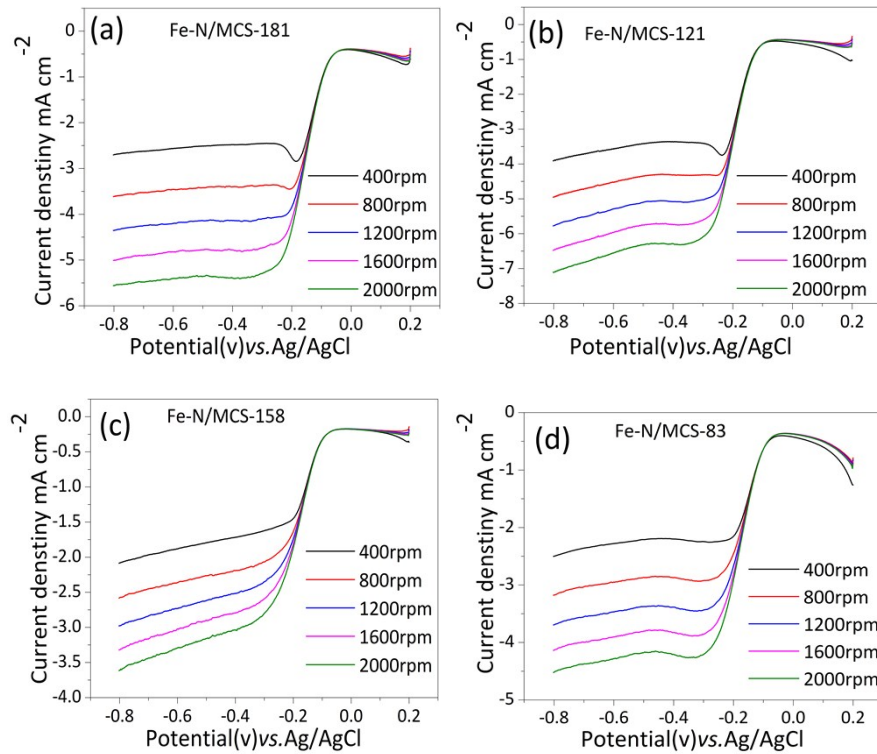 (a) Fe-N/MCS-181
Current denstiny mA cm-2
0
-1
-2
-3
-4
-5
-6
400rpm
800rpm
1200rpm
1600rpm
2000rpm
-0.8 -0.6 -0.4 -0.2 0.0 0.2
Potential(v)vs.Ag/AgCl
(b) Fe-N/MCS-121
Current denstiny mA cm-2
0
-1
-2
-3
-4
-5
-6
-7
-8
400rpm
800rpm
1200rpm
1600rpm
2000rpm
-0.8 -0.6 -0.4 -0.2 0.0 0.2
Potential(v)vs.Ag/AgCl
(c) Fe-N/MCS-158
Current denstiny mA cm-2
0.0
-0.5
-1.0
-1.5
-2.0
-2.5
-3.0
-3.5
-4.0
400rpm
800rpm
1200rpm
1600rpm
2000rpm
-0.8 -0.6 -0.4 -0.2 0.0 0.2
Potential(v)vs.Ag/AgCl
(d) Fe-N/MCS-83
Current denstiny mA cm-2
0
-1
-2
-3
-4
-5
400rpm
800rpm
1200rpm
1600rpm
2000rpm
-0.8 -0.6 -0.4 -0.2 0.0 0.2
Potential(v)vs.Ag/AgCl